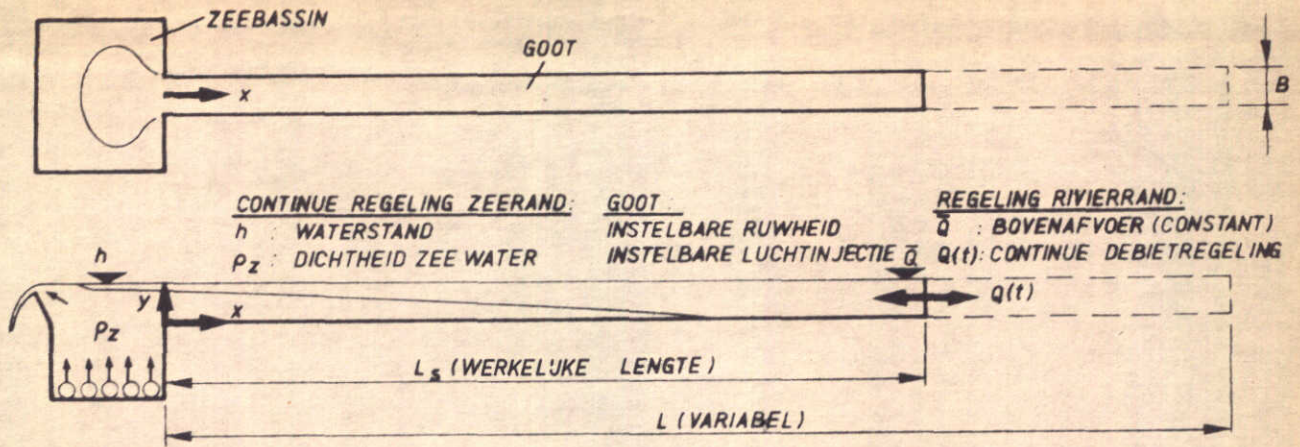 ZEEBASSIN
GOOT
x
B
CONTINUE REGELING ZEERAND:
h : WATERSTAND
ρz : DICHTHEID ZEE WATER
GOOT:
INSTELBARE RUWHEID
INSTELBARE LUCHTINJECTIE
REGELING RIVIERRAND:
Q̄ : BOVENAFVOER (CONSTANT)
Q(t): CONTINUE DEBIETREGELING
h
Q̄
y
x
Q(t)
ρz
Ls (WERKELIJKE LENGTE)
L (VARIABEL)